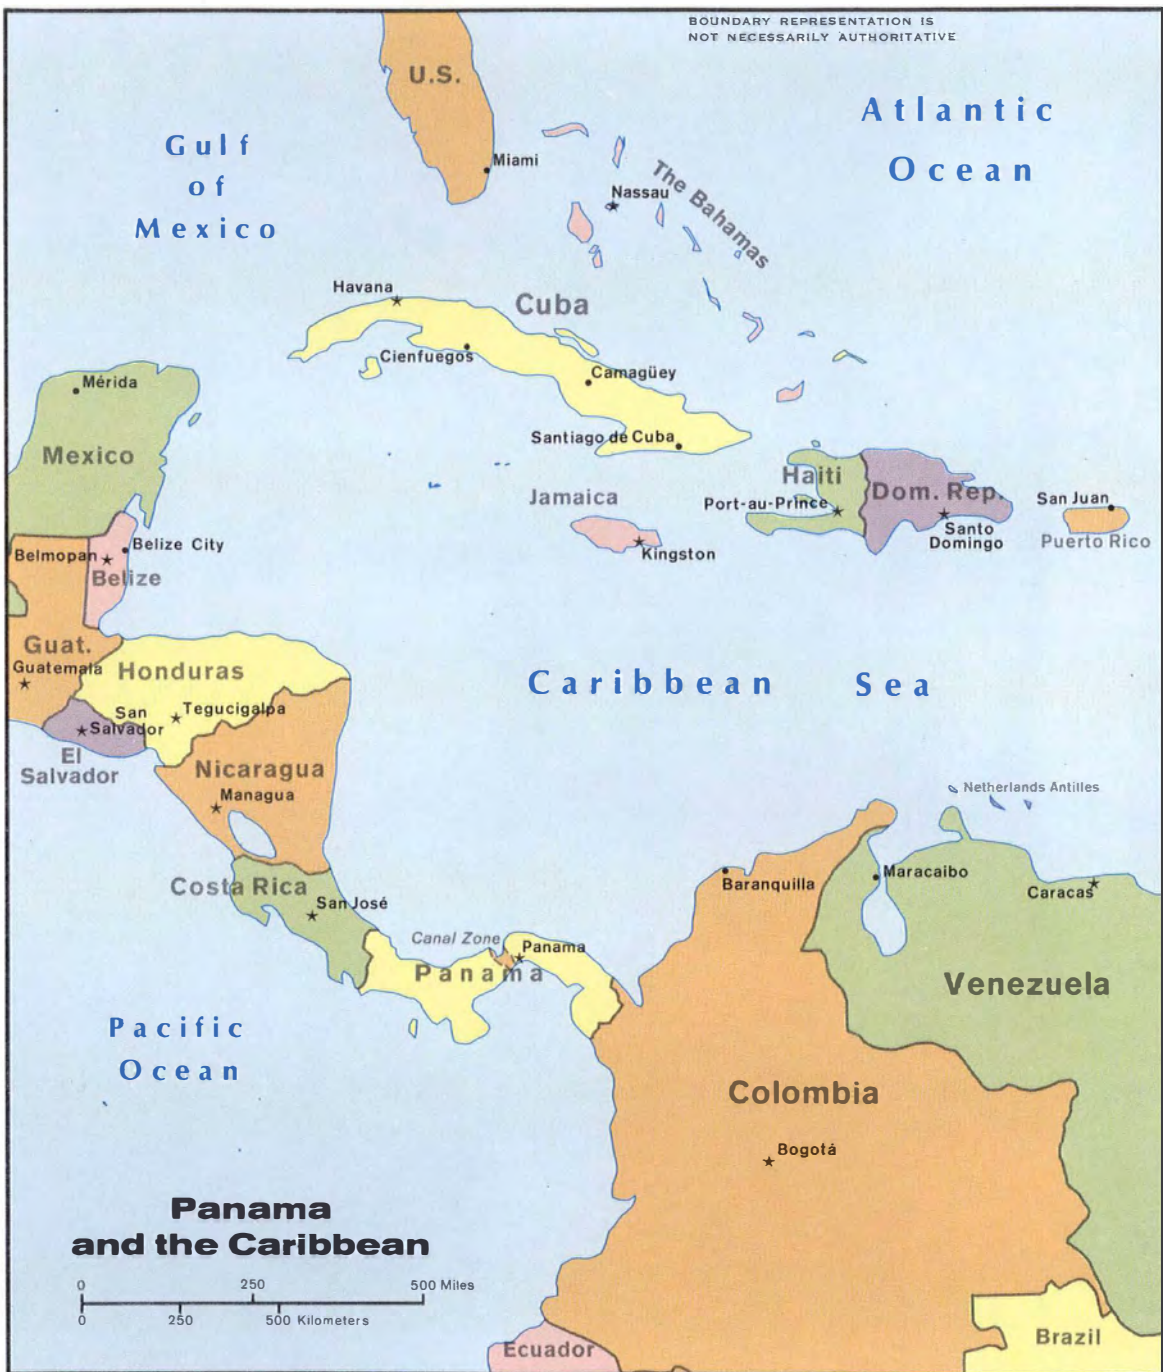 BOUNDARY REPRESENTATION IS
NOT NECESSARILY AUTHORITATIVE
U.S.
Atlantic
Ocean
Gulf
of
Mexico
Miami
The Bahamas
Nassau
Havana
Cuba
Cienfuegos
Camagüey
Mérida
Santiago de Cuba
Mexico
Haiti
Dom. Rep.
Jamaica
Port-au-Prince
San Juan
Santo
Domingo
Puerto Rico
Kingston
Belize City
Belmopan
Belize
Guat.
Guatemala
Honduras
Caribbean Sea
San
Salvador
Tegucigalpa
El
Salvador
Nicaragua
Managua
Netherlands Antilles
Costa Rica
San José
Baranquilla
Maracaibo
Caracas
Canal Zone
Panama
Panama
Venezuela
Pacific
Ocean
Colombia
Bogotá
Panama
and the Caribbean
0 250 500 Miles
0 250 500 Kilometers
Ecuador
Brazil